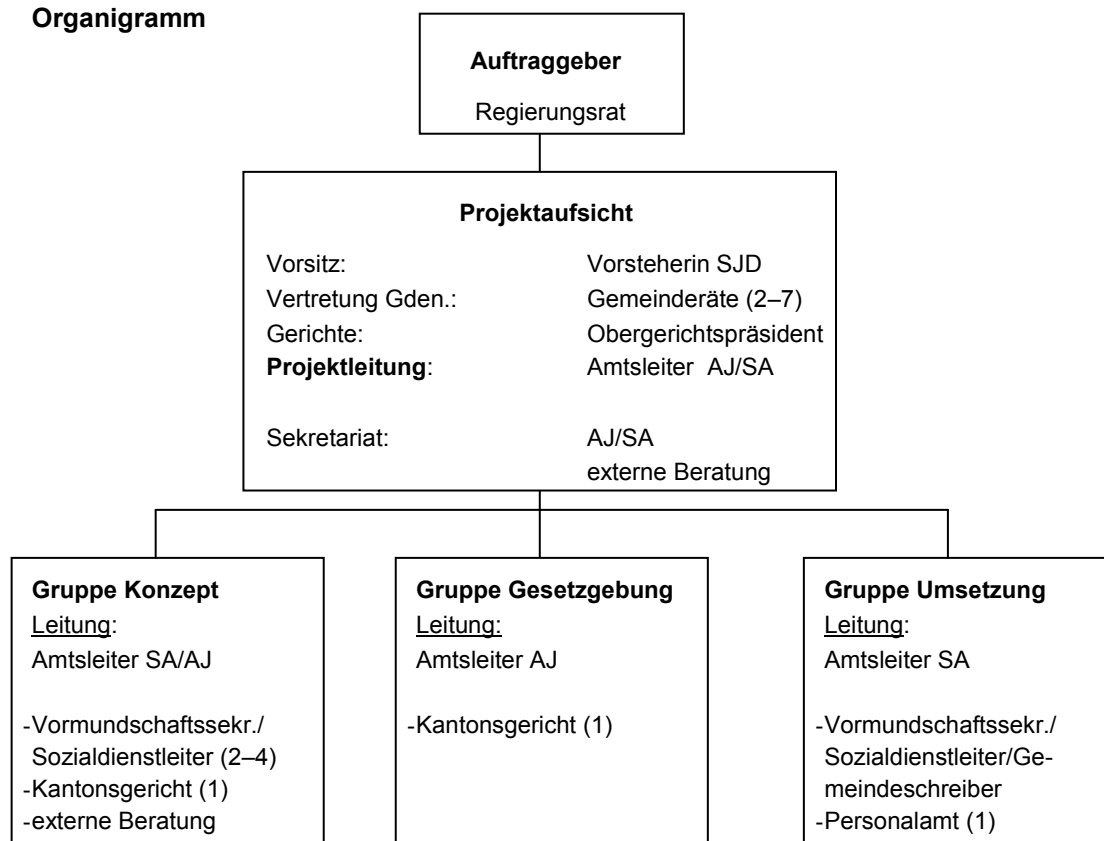 Organigramm
Auftraggeber
Regierungsrat
Projektaufsicht
Vorsitz: Vorsteherin SJD
Vertretung Gden.: Gemeinderäte (2–7)
Gerichte: Obergerichtspräsident
Projektleitung: Amtsleiter AJ/SA
Sekretariat: AJ/SA
externe Beratung
Gruppe Konzept
Leitung:
Amtsleiter SA/AJ
-Vormundschaftssekr./
Sozialdienstleiter (2–4)
-Kantonsgericht (1)
-externe Beratung
Gruppe Gesetzgebung
Leitung:
Amtsleiter AJ
-Kantonsgericht (1)
Gruppe Umsetzung
Leitung:
Amtsleiter SA
-Vormundschaftssekr./
Sozialdienstleiter/Ge-
meindeschreiber
-Personalamt (1)